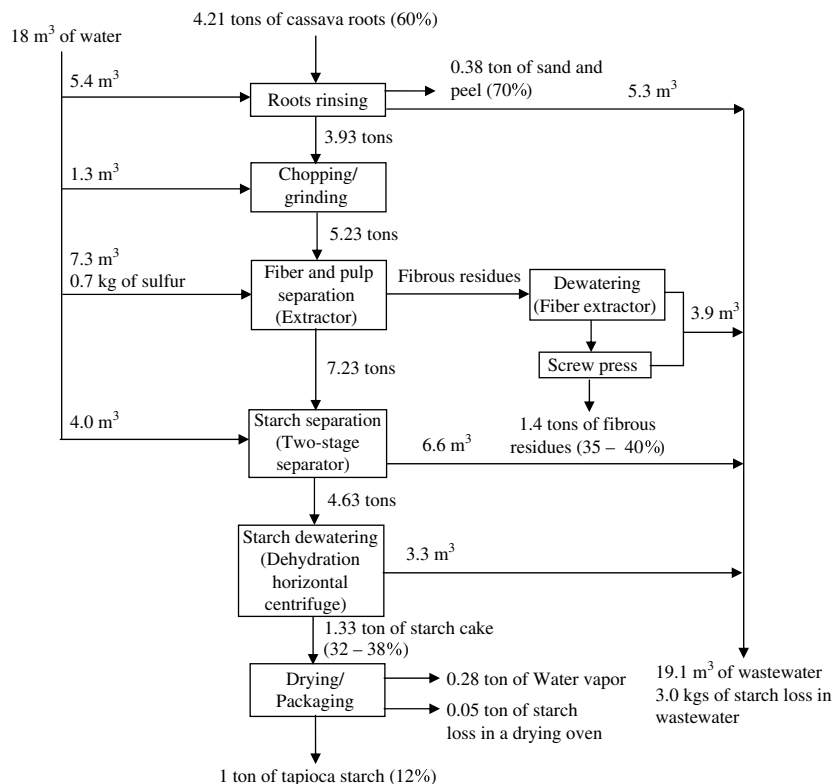 4.21 tons of cassava roots (60%)
18 m³ of water
5.4 m³
Roots rinsing
0.38 ton of sand and
peel (70%)
5.3 m³
3.93 tons
1.3 m³
Chopping/
grinding
5.23 tons
7.3 m³
0.7 kg of sulfur
Fiber and pulp
separation
(Extractor)
Fibrous residues
Dewatering
(Fiber extractor)
3.9 m³
Screw press
7.23 tons
1.4 tons of fibrous
residues (35 – 40%)
4.0 m³
Starch separation
(Two-stage
separator)
6.6 m³
4.63 tons
Starch dewatering
(Dehydration
horizontal
centrifuge)
3.3 m³
1.33 ton of starch cake
(32 – 38%)
Drying/
Packaging
0.28 ton of Water vapor
0.05 ton of starch
loss in a drying oven
19.1 m³ of wastewater
3.0 kgs of starch loss in
wastewater
1 ton of tapioca starch (12%)